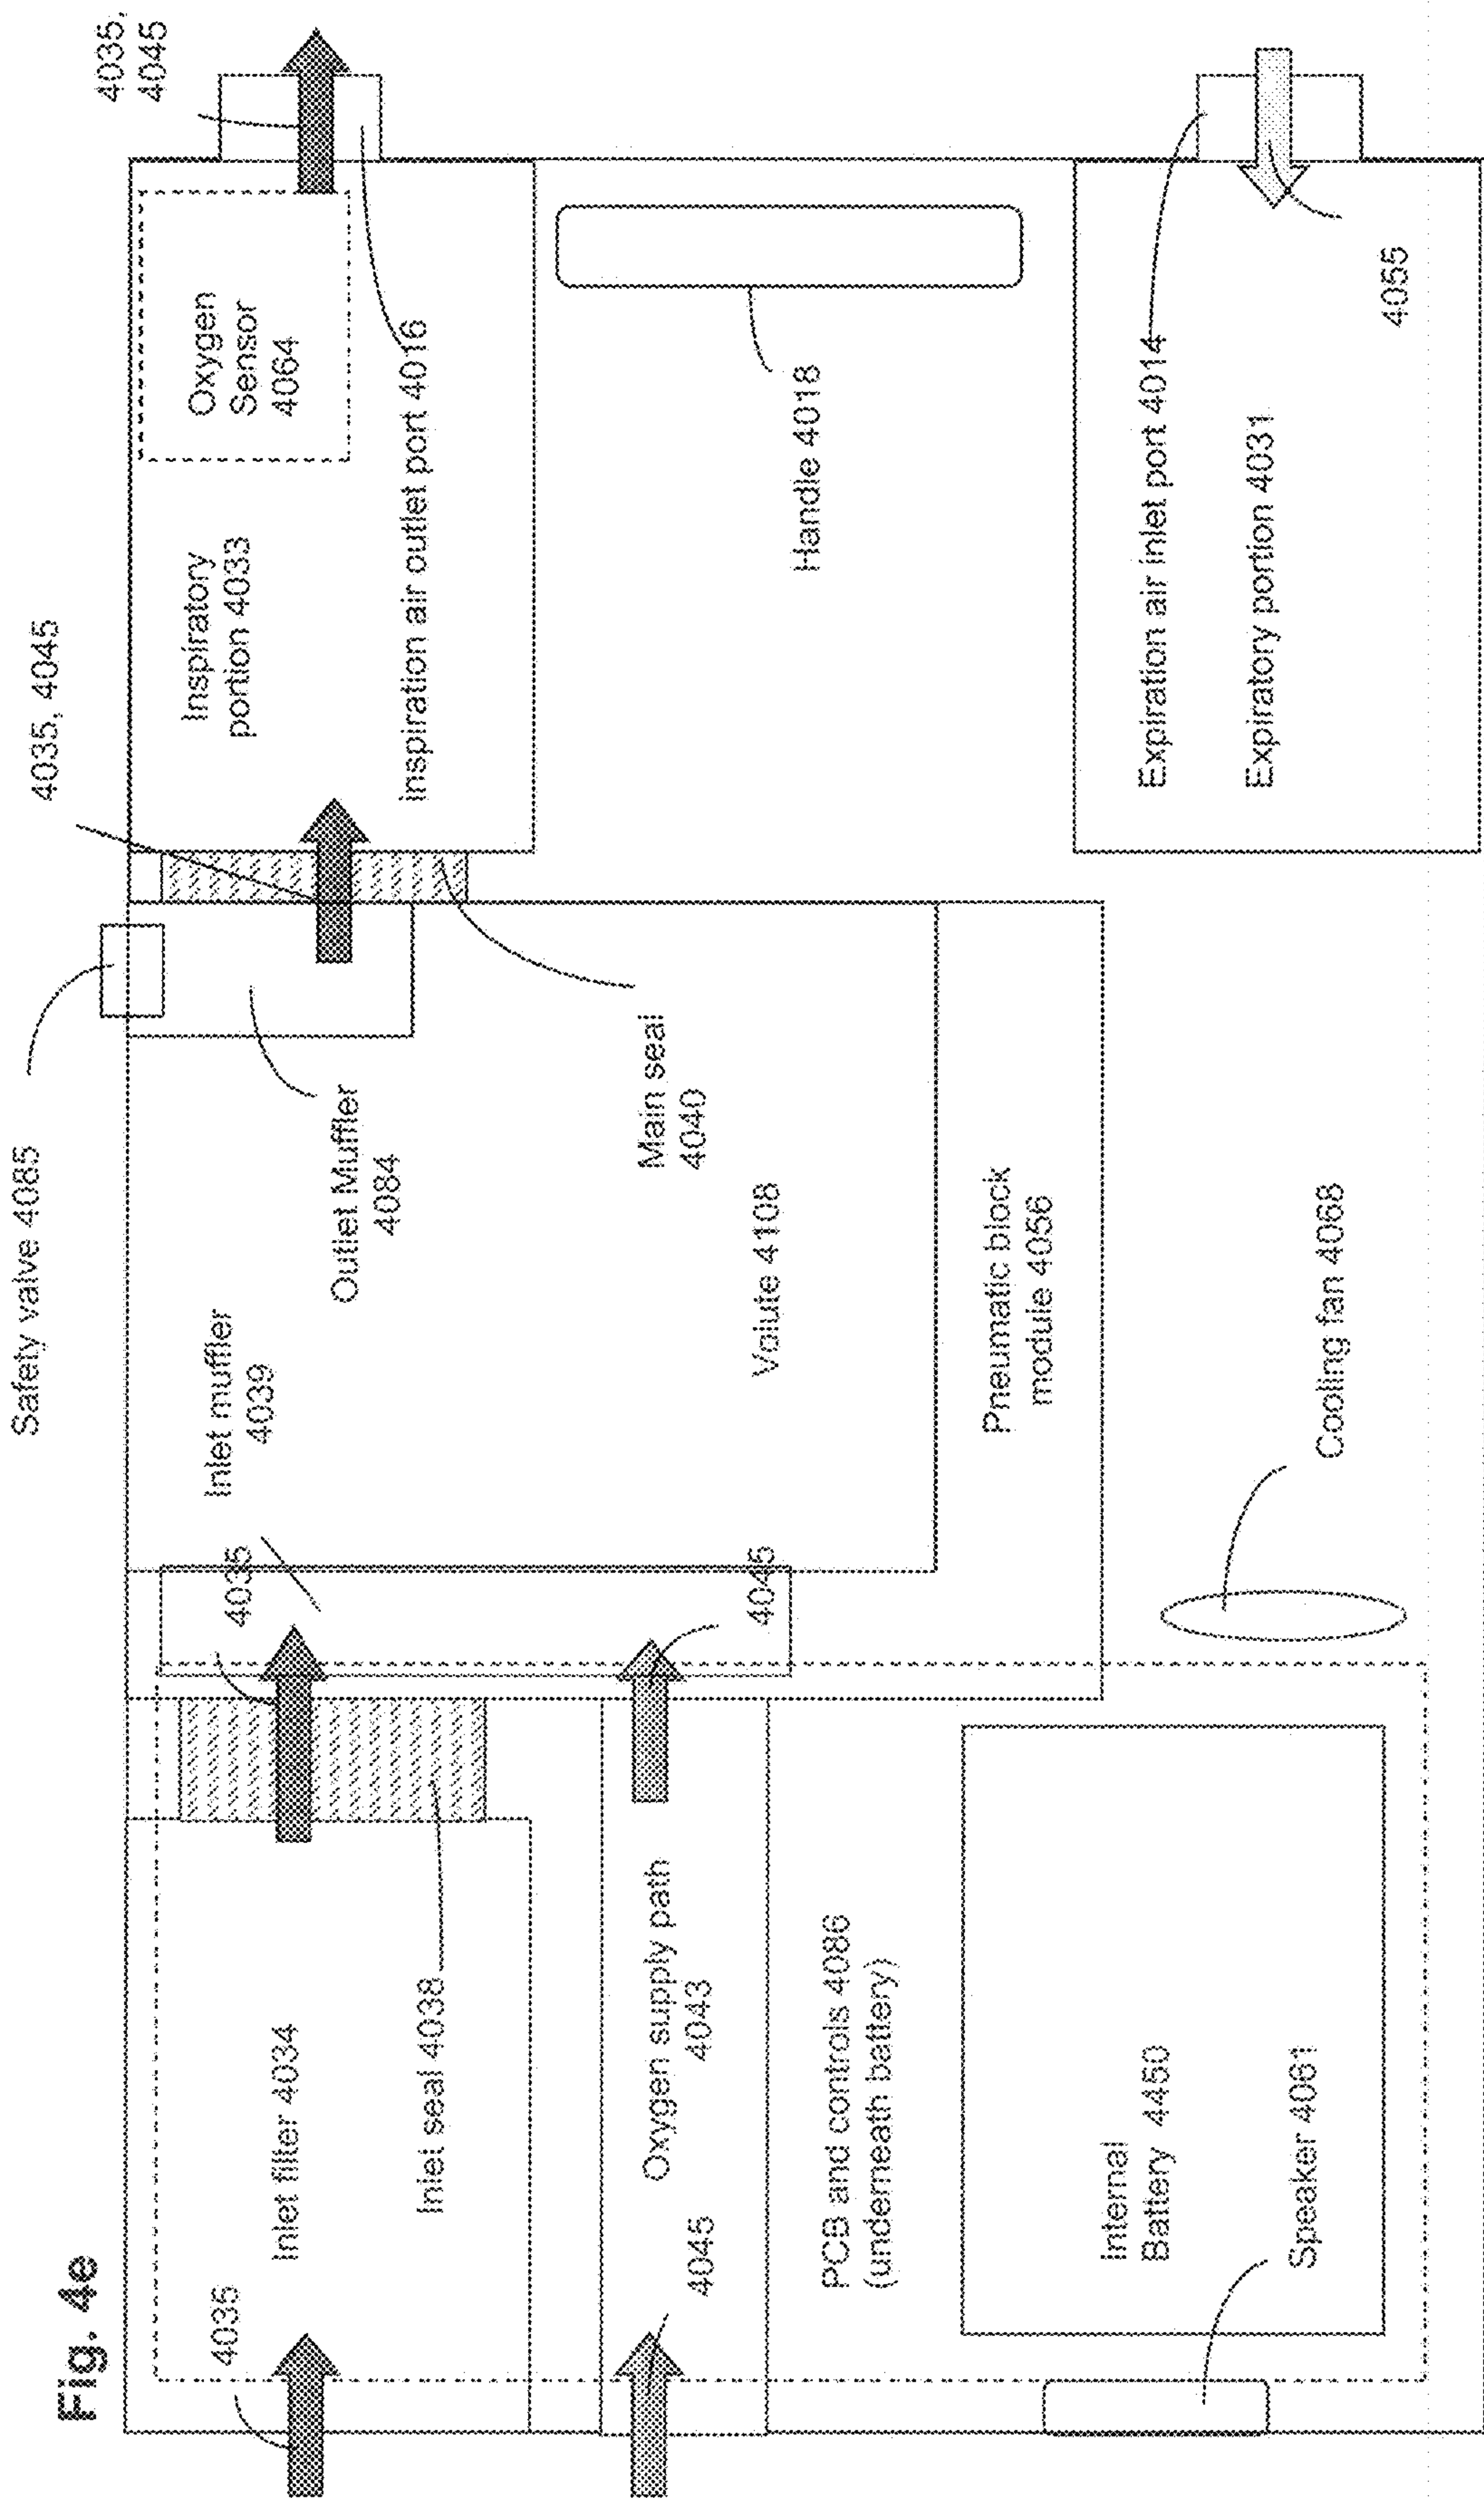 Fig. 4e
Safety valve 4085
4035, 4045
4035,
4045
4035
Inlet filter 4034
Inlet seal 4038
4035
Inlet muffler
4039
Outlet Muffler
4084
Inspiratory
portion 4033
Oxygen
Sensor
4064
Inspiration air outlet port 4016
4045
Oxygen supply path
4043
4045
Main seal
4040
Volute 4108
Handle 4018
PCB and controls 4086
(underneath battery)
Pneumatic block
module 4056
Internal
Battery 4450
Speaker 4061
Cooling fan 4068
Expiration air inlet port 4014
Expiratory portion 4031
4055